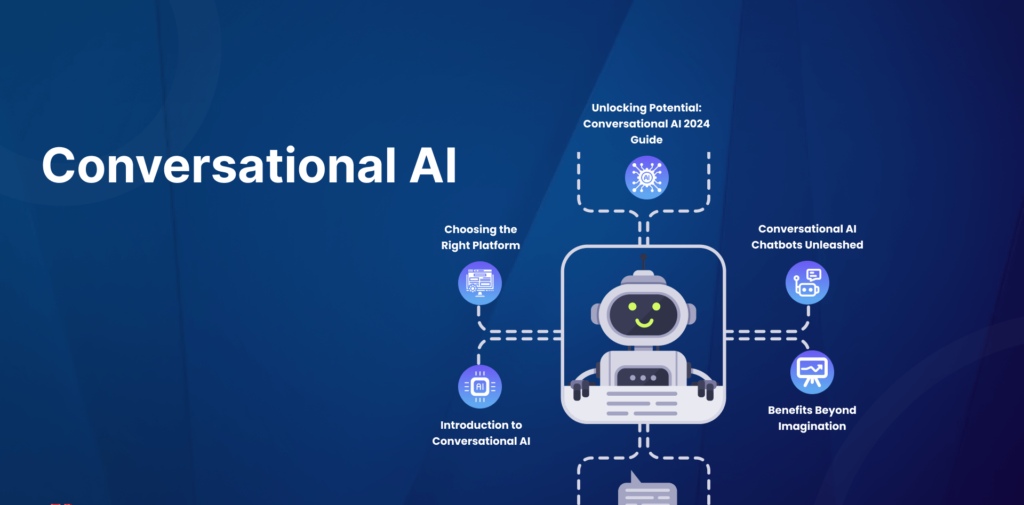 Conversational AI
Unlocking Potential:
Conversational AI 2024
Guide
Choosing the
Right Platform
Conversational AI
Chatbots Unleashed
AI
Introduction to
Conversational AI
Benefits Beyond
Imagination